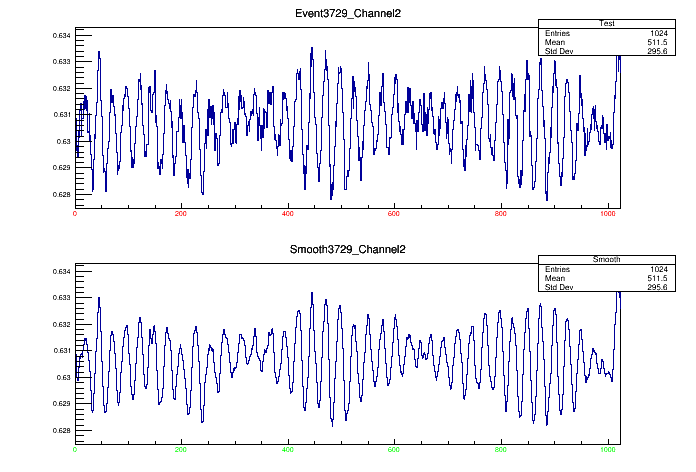 Event3729_Channel2
Test
Entries 1024
Mean 511.5
Std Dev 295.6
0.634
0.633
0.632
0.631
0.63
0.629
0.628
0 200 400 600 800 1000
Smooth3729_Channel2
Smooth
Entries 1024
Mean 511.5
Std Dev 295.6
0.634
0.633
0.632
0.631
0.63
0.629
0.628
0 200 400 600 800 1000